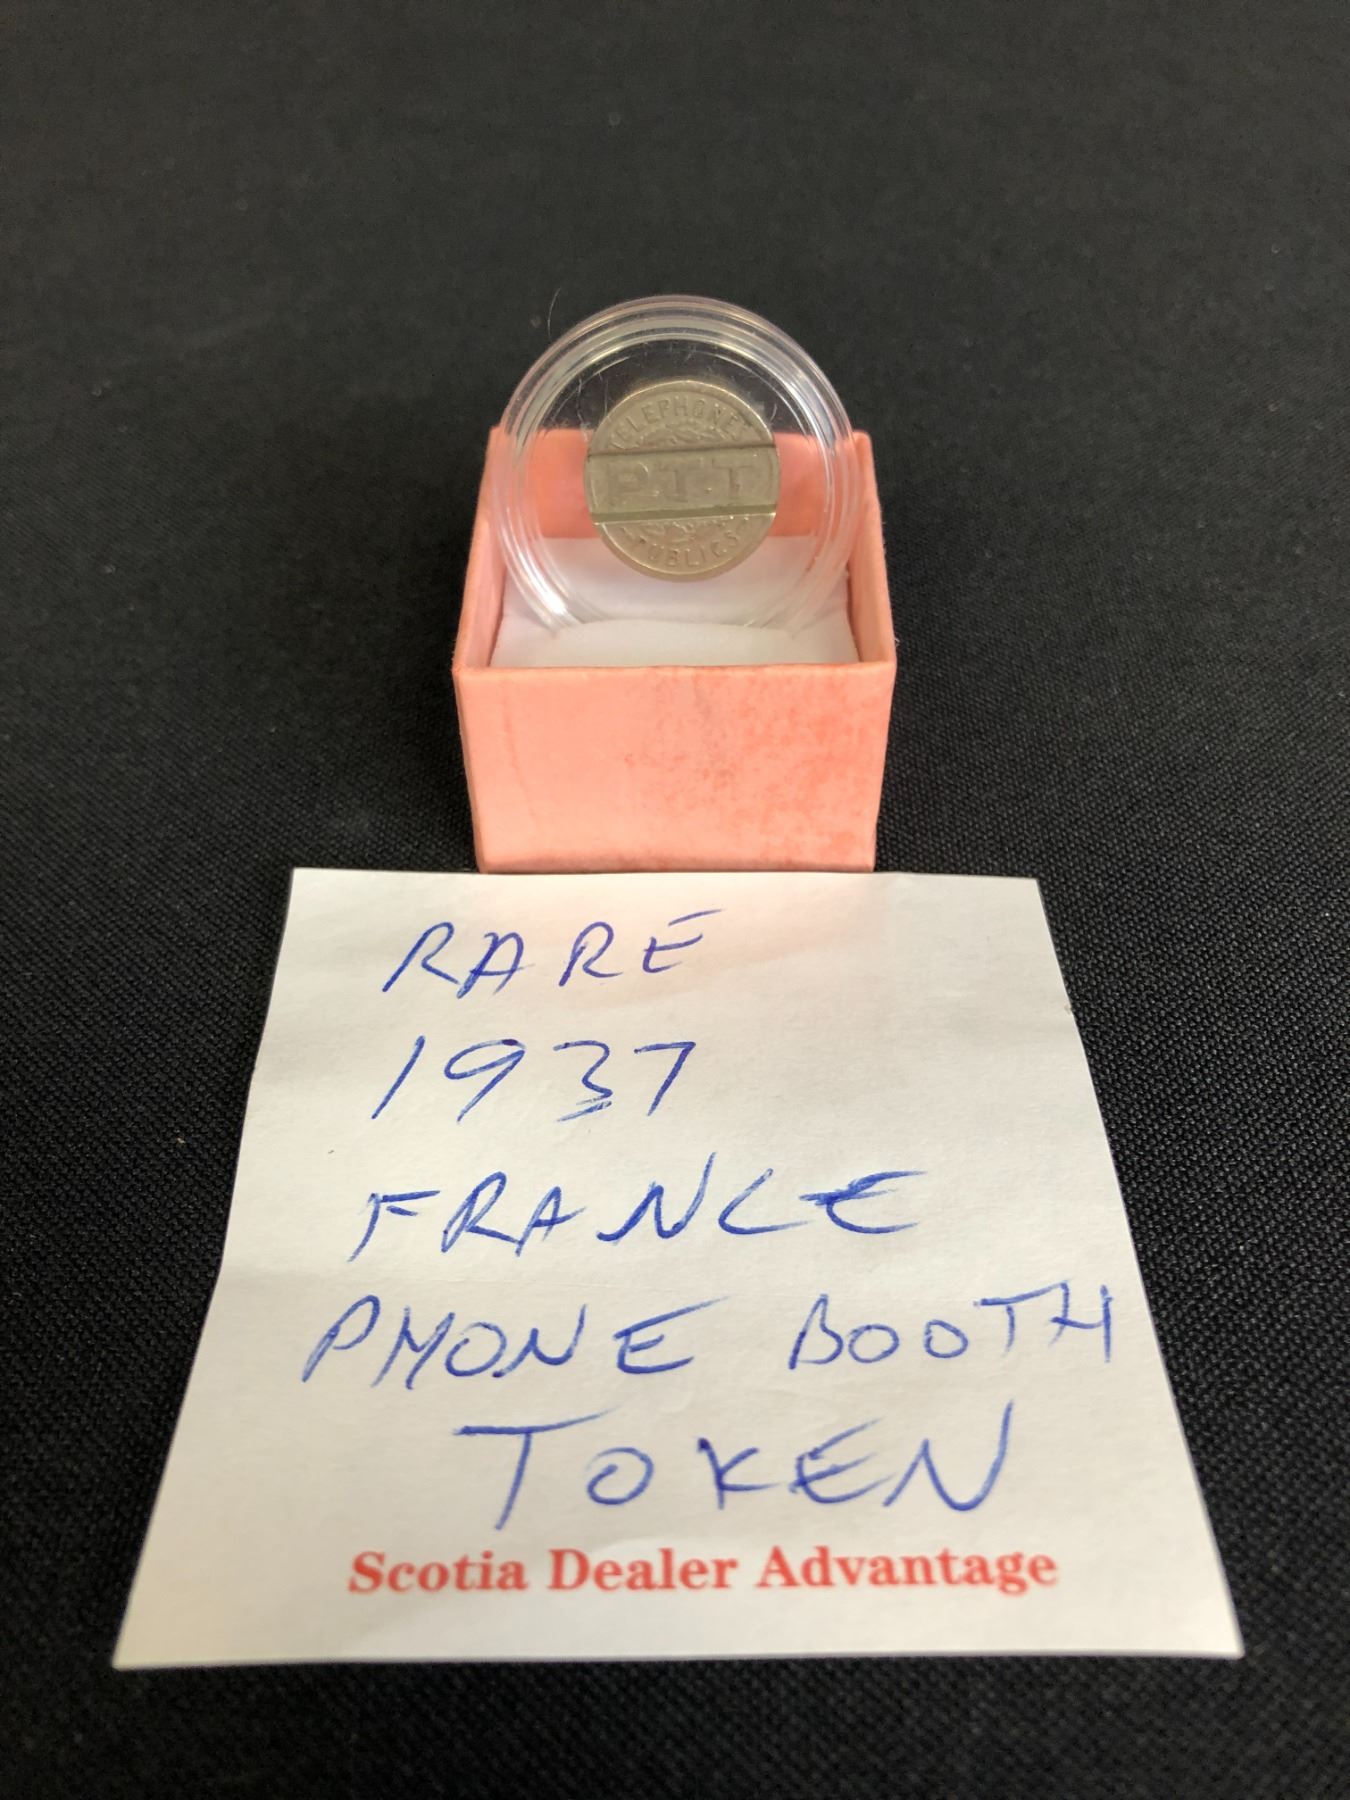 TELEPHONES
P.T.T
PUBLICS
RARE
1937
FRANCE
PHONE BOOTH
TOKEN
Scotia Dealer Advantage